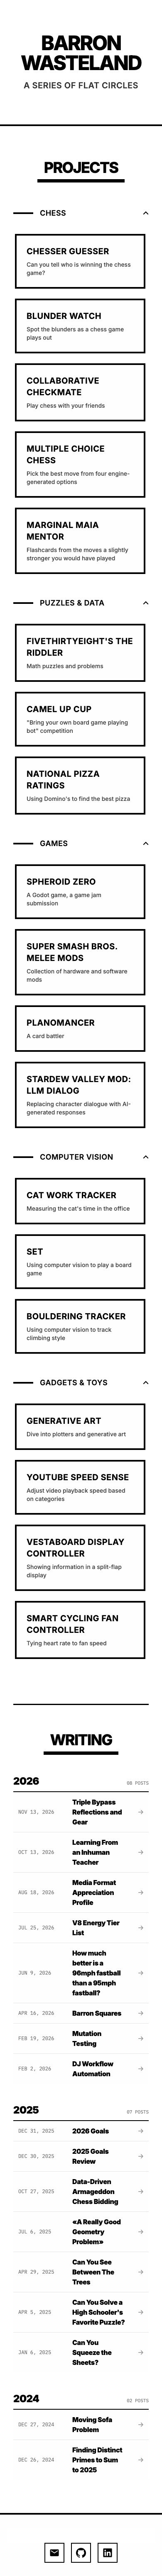 BARRON
WASTELAND
A SERIES OF FLAT CIRCLES
PROJECTS
CHESS
CHESSER GUESSER
Can you tell who is winning the chess
game?
BLUNDER WATCH
Spot the blunders as a chess game
plays out
COLLABORATIVE
CHECKMATE
Play chess with your friends
MULTIPLE CHOICE
CHESS
Pick the best move from four engine-
generated options
MARGINAL MAIA
MENTOR
Flashcards from the moves a slightly
stronger you would have played
PUZZLES & DATA
FIVETHIRTYEIGHT'S THE
RIDDLER
Math puzzles and problems
CAMEL UP CUP
"Bring your own board game playing
bot" competition
NATIONAL PIZZA
RATINGS
Using Domino's to find the best pizza
GAMES
SPHEROID ZERO
A Godot game, a game jam
submission
SUPER SMASH BROS.
MELEE MODS
Collection of hardware and software
mods
PLANOMANCER
A card battler
STARDEW VALLEY MOD:
LLM DIALOG
Replacing character dialogue with AI-
generated responses
COMPUTER VISION
CAT WORK TRACKER
Measuring the cat's time in the office
SET
Using computer vision to play a board
game
BOULDERING TRACKER
Using computer vision to track
climbing style
GADGETS & TOYS
GENERATIVE ART
Dive into plotters and generative art
YOUTUBE SPEED SENSE
Adjust video playback speed based
on categories
VESTABOARD DISPLAY
CONTROLLER
Showing information in a split-flap
display
SMART CYCLING FAN
CONTROLLER
Tying heart rate to fan speed
WRITING
2026 08 POSTS
NOV 13, 2026 Triple Bypass
Reflections and
Gear
OCT 13, 2026 Learning From
an Inhuman
Teacher
AUG 18, 2026 Media Format
Appreciation
Profile
JUL 25, 2026 V8 Energy Tier
List
JUN 9, 2026 How much
better is a
96mph fastball
than a 95mph
fastball?
APR 16, 2026 Barron Squares
FEB 19, 2026 Mutation
Testing
FEB 2, 2026 DJ Workflow
Automation
2025 07 POSTS
DEC 31, 2025 2026 Goals
DEC 30, 2025 2025 Goals
Review
OCT 27, 2025 Data-Driven
Armageddon
Chess Bidding
JUL 6, 2025 «A Really Good
Geometry
Problem»
APR 29, 2025 Can You See
Between The
Trees
APR 5, 2025 Can You Solve a
High Schooler's
Favorite Puzzle?
JAN 6, 2025 Can You
Squeeze the
Sheets?
2024 02 POSTS
DEC 27, 2024 Moving Sofa
Problem
DEC 26, 2024 Finding Distinct
Primes to Sum
to 2025